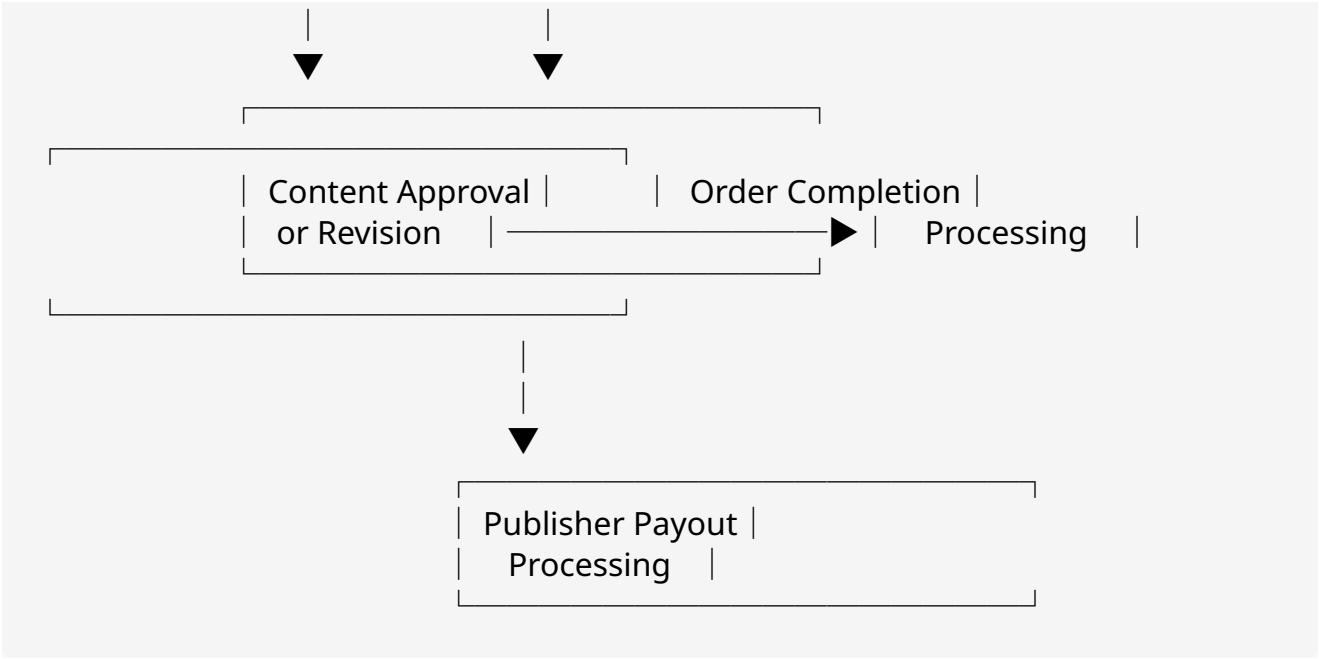 Content Approval Order Completion
or Revision Processing
Publisher Payout
Processing